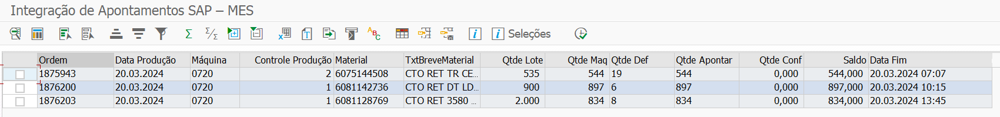 Integração de Apontamentos SAP – MES
Seleções
Ordem Data Produção Máquina Controle Produção Material TxtBreveMaterial Qtde Lote Qtde Maq Qtde Def Qtde Apontar Qtde Conf Saldo Data Fim
1875943 20.03.2024 0720 2 6075144508 CTO RET TR CE... 535 544 19 544 0,000 544,000 20.03.2024 07:07
1876200 20.03.2024 0720 1 6081142736 CTO RET DT LD... 900 897 6 897 0,000 897,000 20.03.2024 10:15
1876203 20.03.2024 0720 1 6081128769 CTO RET 3580 ... 2.000 834 8 834 0,000 834,000 20.03.2024 13:45